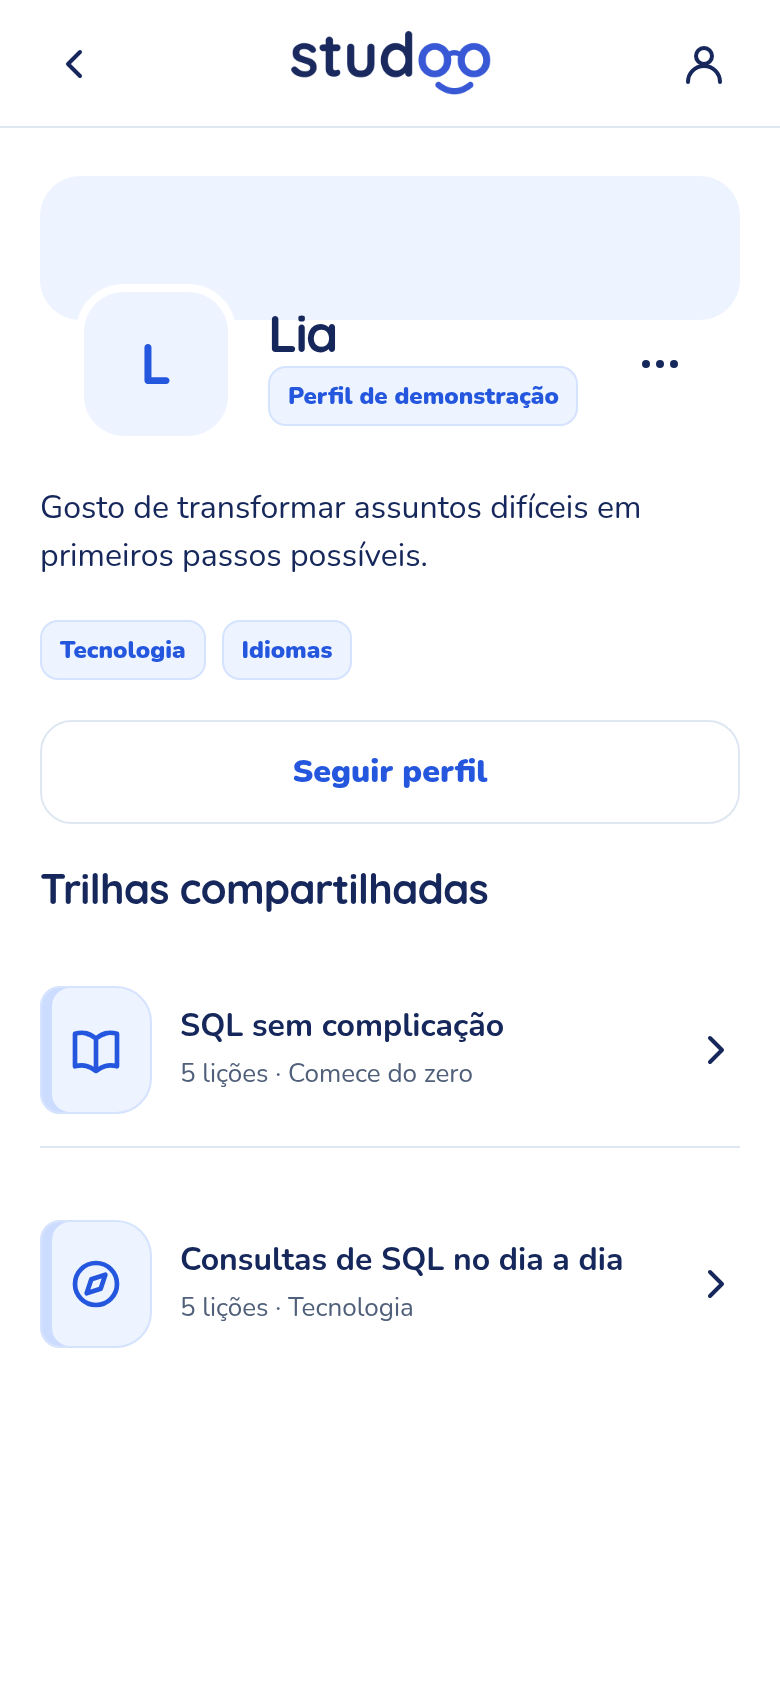 studoo
Lia
L
Perfil de demonstração
Gosto de transformar assuntos difíceis em
primeiros passos possíveis.
Tecnologia
Idiomas
Seguir perfil
Trilhas compartilhadas
SQL sem complicação
5 lições · Comece do zero
Consultas de SQL no dia a dia
5 lições · Tecnologia